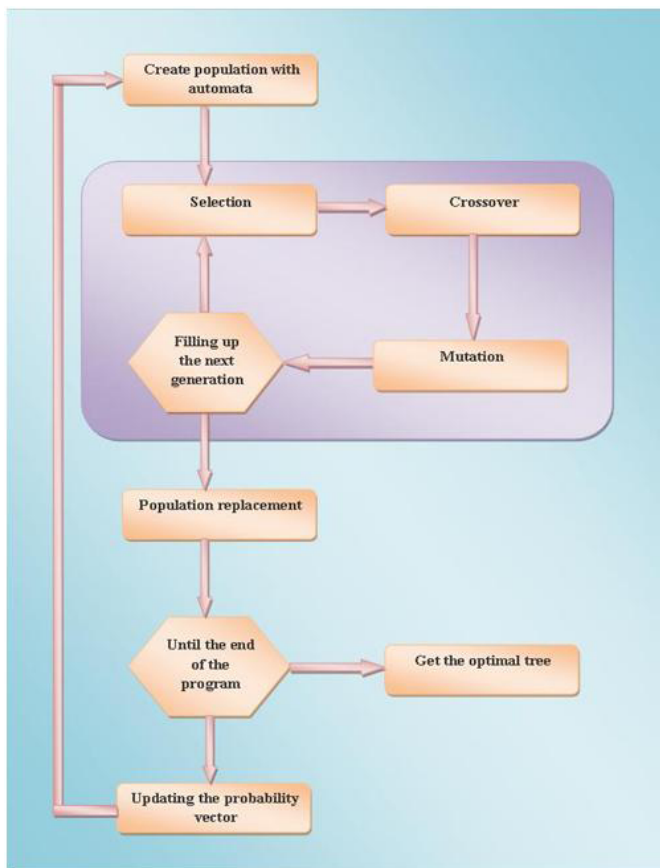 Create population with
automata
Selection
Crossover
Filling up
the next
generation
Mutation
Population replacement
Until the end
of the
program
Get the optimal tree
Updating the probability
vector